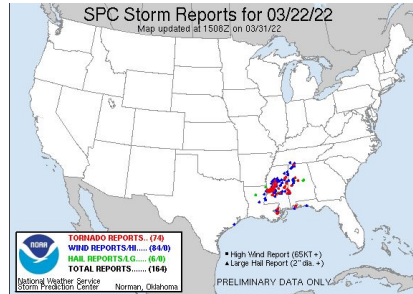 SPC Storm Reports for 03/22/22
Map updated at 1508Z on 03/31/22
NOAA
TORNADO REPORTS.. (74)
WIND REPORTS/HI..... (84/0)
HAIL REPORTS/LG..... (6/0)
TOTAL REPORTS....... (164)
National Weather Service
Storm Prediction Center Norman, Oklahoma
■ High Wind Report (65KT +)
▲ Large Hail Report (2" dia. +)
PRELIMINARY DATA ONLY